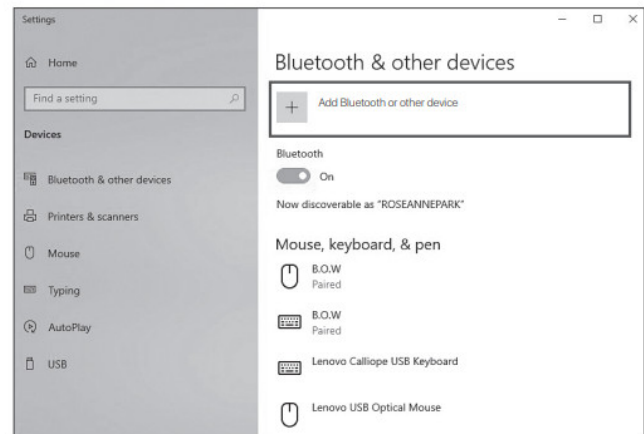 Settings
Home
Find a setting
Devices
Bluetooth & other devices
Printers & scanners
Mouse
Typing
AutoPlay
USB
Bluetooth & other devices
Add Bluetooth or other device
Bluetooth
On
Now discoverable as "ROSEANNEPARK"
Mouse, keyboard, & pen
B.O.W
Paired
B.O.W
Paired
Lenovo Calliope USB Keyboard
Lenovo USB Optical Mouse